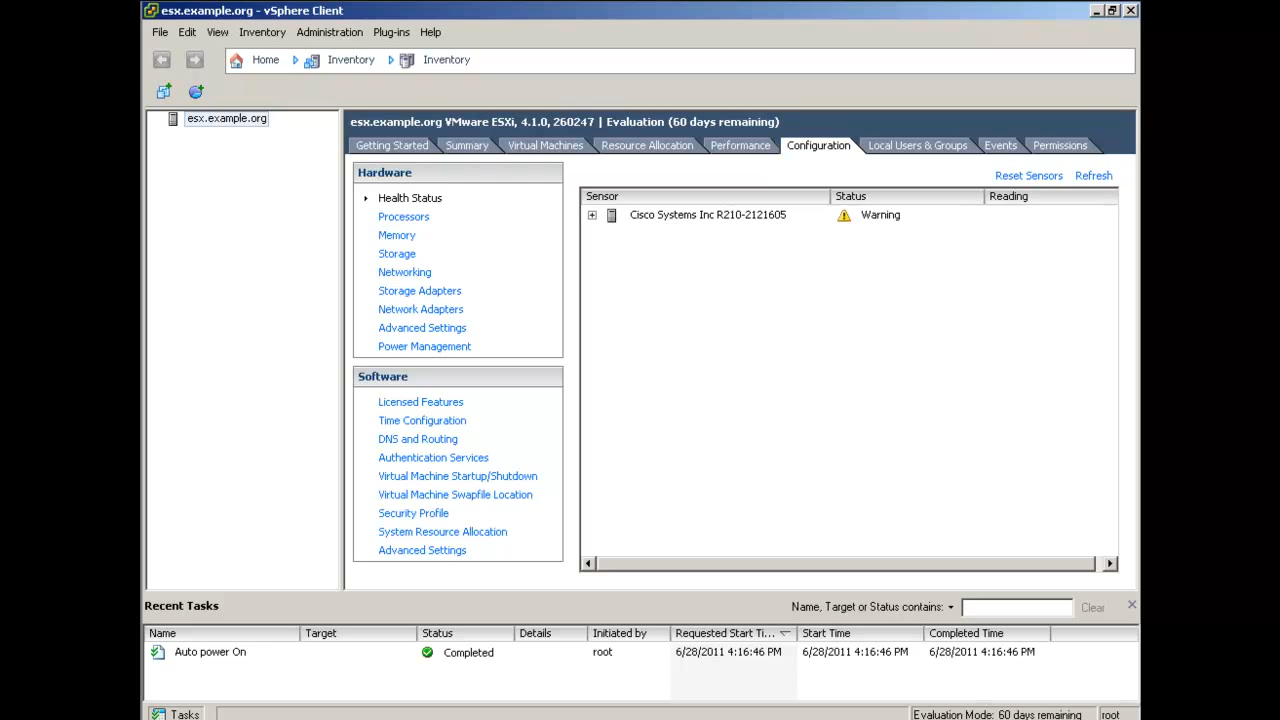 esx.example.org - vSphere Client
File Edit View Inventory Administration Plug-ins Help
Home Inventory Inventory
esx.example.org
esx.example.org VMware ESXi, 4.1.0, 260247 | Evaluation (60 days remaining)
Getting Started Summary Virtual Machines Resource Allocation Performance Configuration Local Users & Groups Events Permissions
Hardware
Health Status
Processors
Memory
Storage
Networking
Storage Adapters
Network Adapters
Advanced Settings
Power Management
Software
Licensed Features
Time Configuration
DNS and Routing
Authentication Services
Virtual Machine Startup/Shutdown
Virtual Machine Swapfile Location
Security Profile
System Resource Allocation
Advanced Settings
Reset Sensors Refresh
Sensor Status Reading
Cisco Systems Inc R210-2121605 Warning
Recent Tasks
Name, Target or Status contains: Clear
Name Target Status Details Initiated by Requested Start Ti... Start Time Completed Time
Auto power On Completed root 6/28/2011 4:16:46 PM 6/28/2011 4:16:46 PM 6/28/2011 4:16:46 PM
Tasks Evaluation Mode: 60 days remaining root